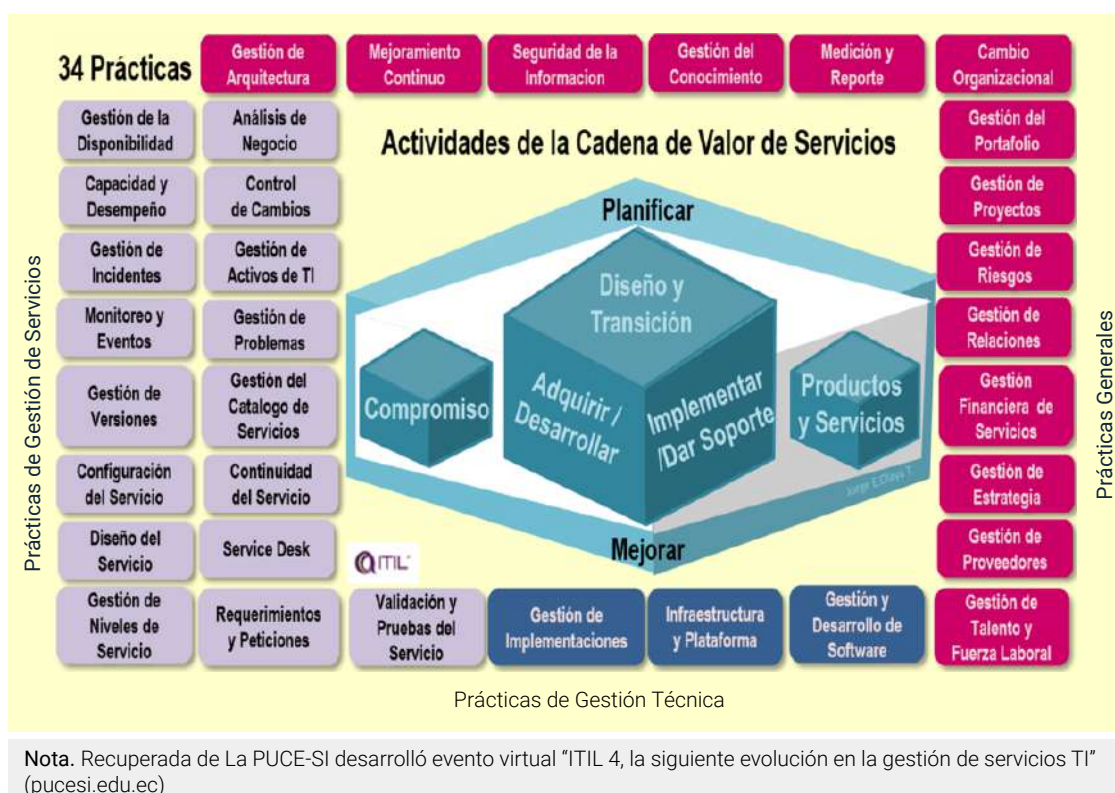 34 Prácticas
Gestión de
Arquitectura
Mejoramiento
Continuo
Seguridad de la
Informacion
Gestión del
Conocimiento
Medición y
Reporte
Cambio
Organizacional
Gestión de la
Disponibilidad
Análisis de
Negocio
Actividades de la Cadena de Valor de Servicios
Gestión del
Portafolio
Capacidad y
Desempeño
Control
de Cambios
Planificar
Gestión de
Proyectos
Gestión de
Incidentes
Gestión de
Activos de TI
Diseño y
Transición
Gestión de
Riesgos
Monitoreo y
Eventos
Gestión de
Problemas
Gestión de
Relaciones
Gestión de
Versiones
Gestión del
Catalogo de
Servicios
Compromiso
Adquirir /
Desarrollar
Implementar
/Dar Soporte
Productos
y Servicios
Gestión
Financiera de
Servicios
Configuración
del Servicio
Continuidad
del Servicio
Jorge E.Olaya T.
Gestión de
Estrategia
Diseño del
Servicio
Service Desk
ITIL
Mejorar
Gestión de
Proveedores
Gestión de
Niveles de
Servicio
Requerimientos
y Peticiones
Validación y
Pruebas del
Servicio
Gestión de
Implementaciones
Infraestructura
y Plataforma
Gestión y
Desarrollo de
Software
Gestión de
Talento y
Fuerza Laboral
Prácticas de Gestión de Servicios
Prácticas Generales
Prácticas de Gestión Técnica
Nota. Recuperada de La PUCE-SI desarrolló evento virtual “ITIL 4, la siguiente evolución en la gestión de servicios TI”
(pucesi.edu.ec)